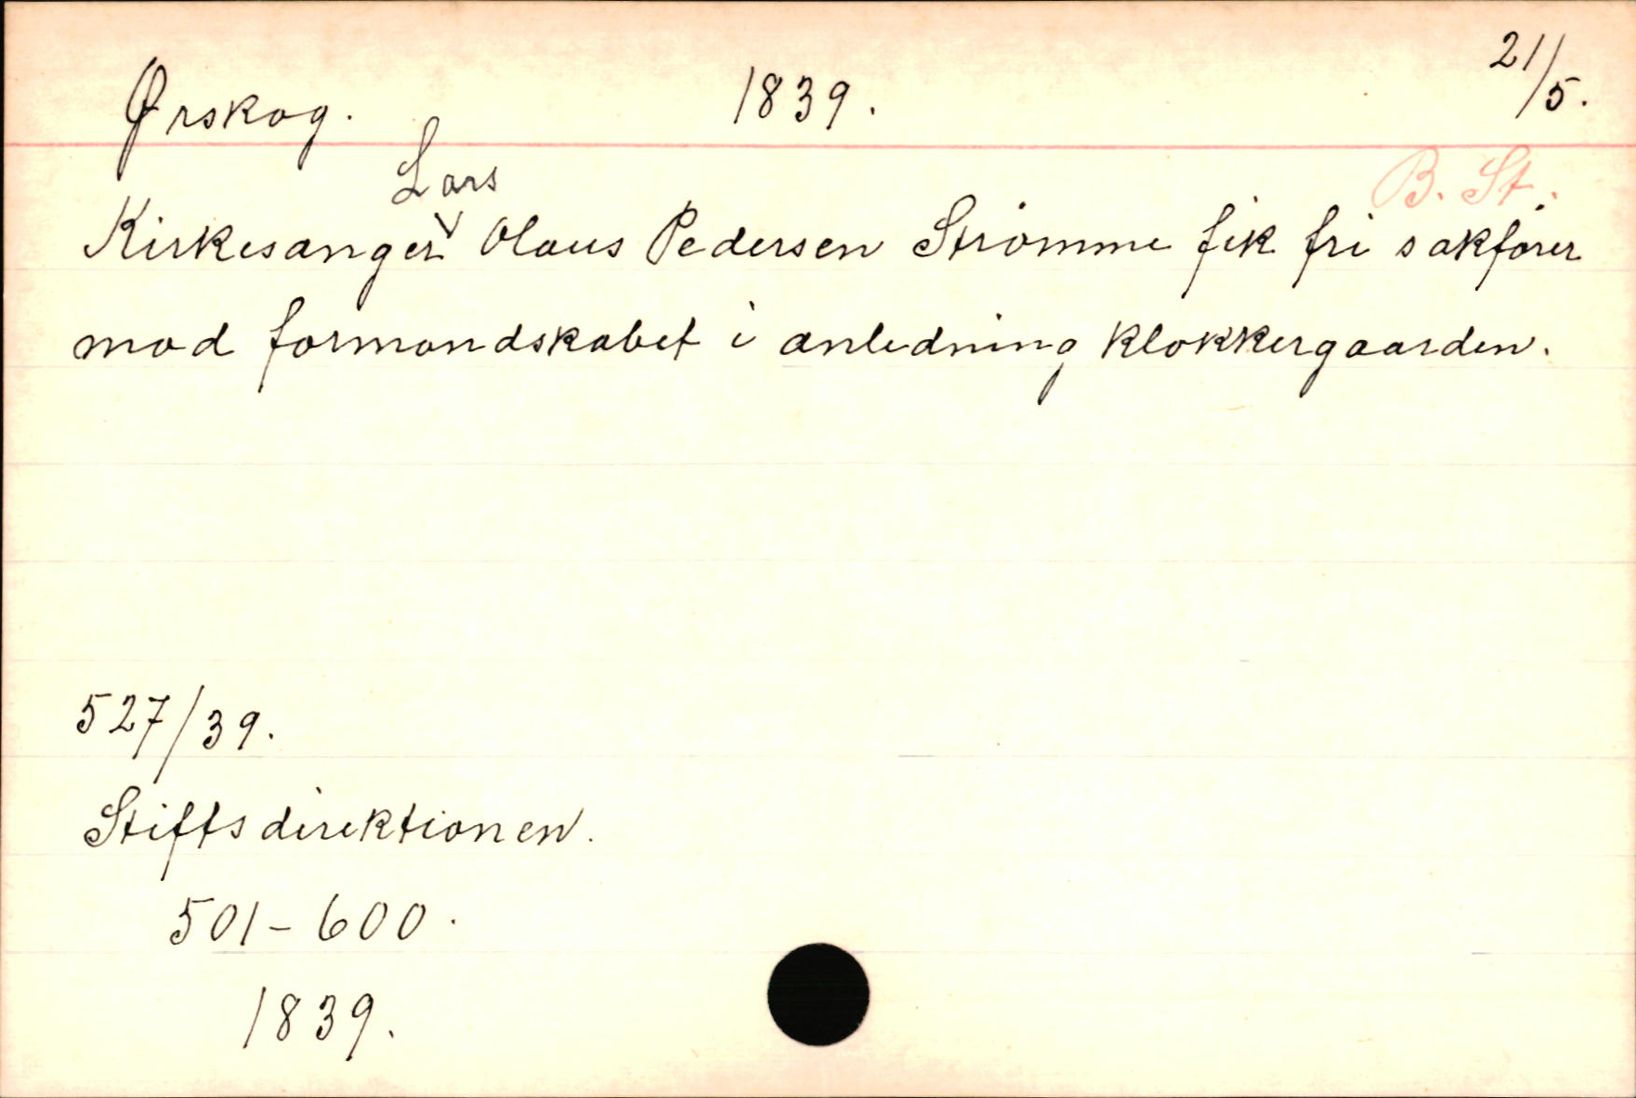 Ørskog. 1839. 21/5.
B. St.
Lars
Kirkesanger Olaus Pedersen Strømme fik fri sakfører
mod formandskabet i anledning klokkergaarden.
527/39.
Stiftsdirektionen.
501-600.
1839.